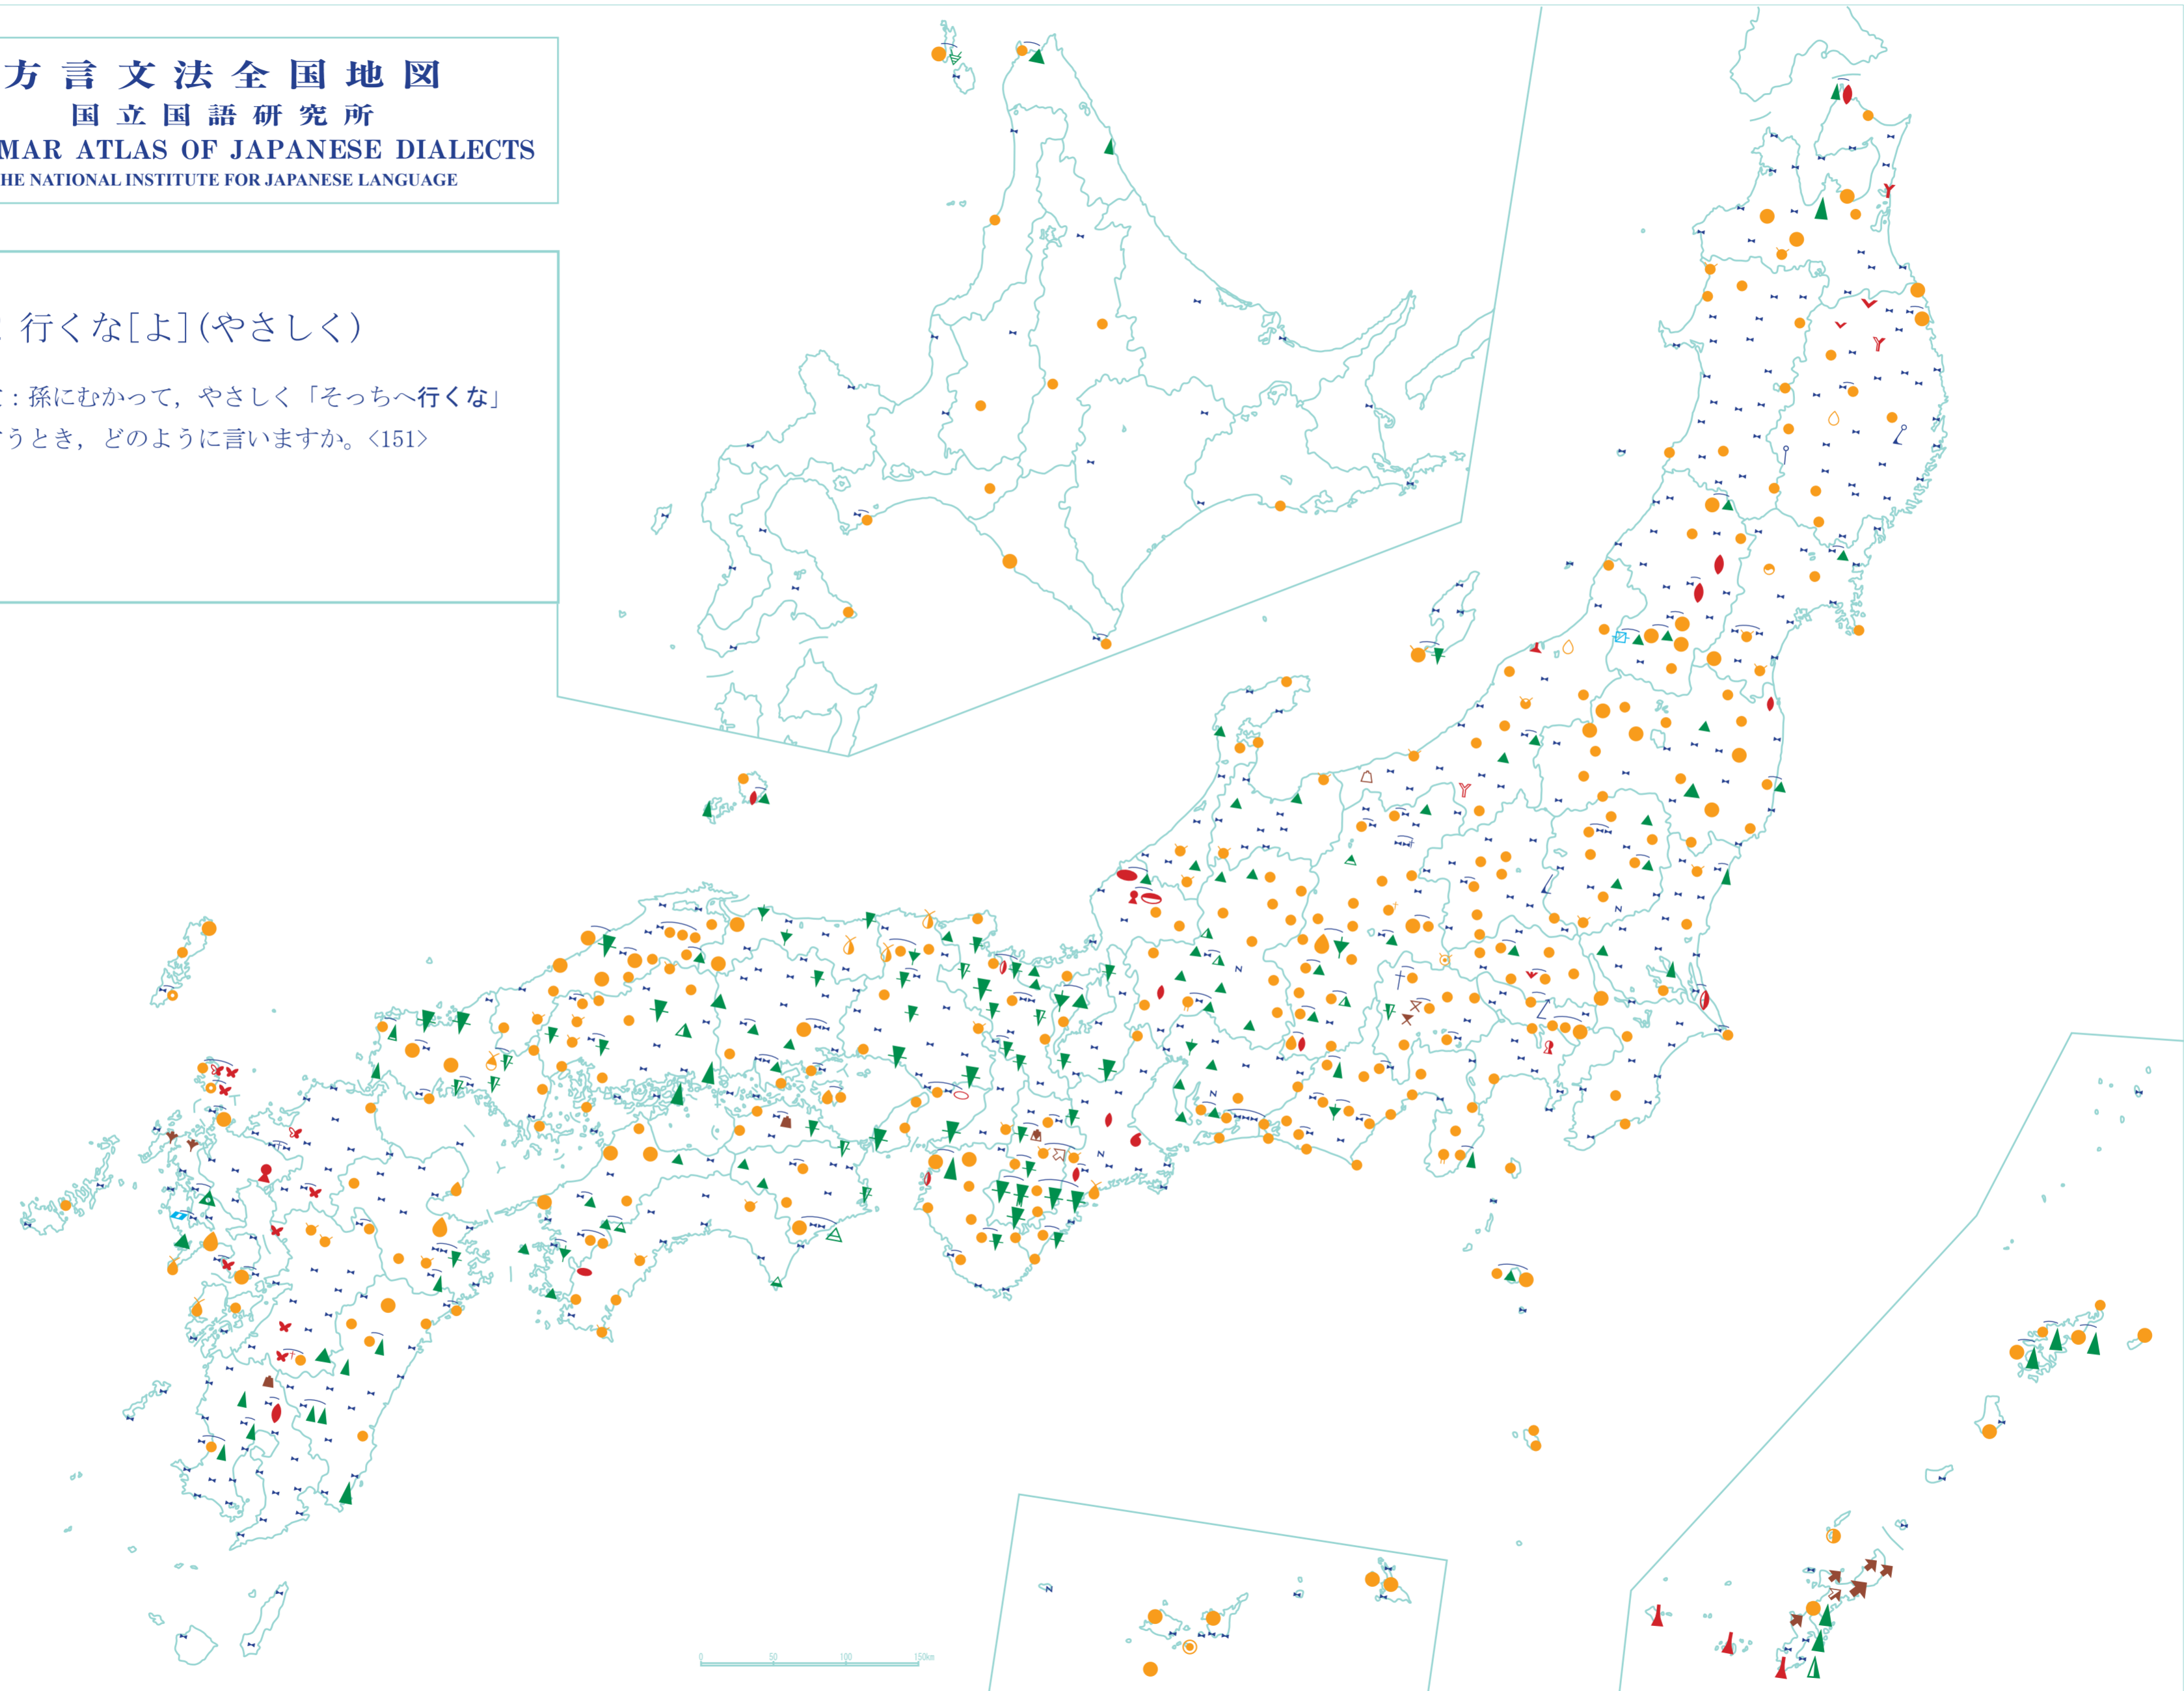 方言文法全国地図
国立国語研究所
MAR ATLAS OF JAPANESE DIALECTS
HE NATIONAL INSTITUTE FOR JAPANESE LANGUAGE
行くな[よ](やさしく)
:孫にむかって,やさしく「そっちへ行くな」
うとき,どのように言いますか。〈151〉
0 50 100 150km